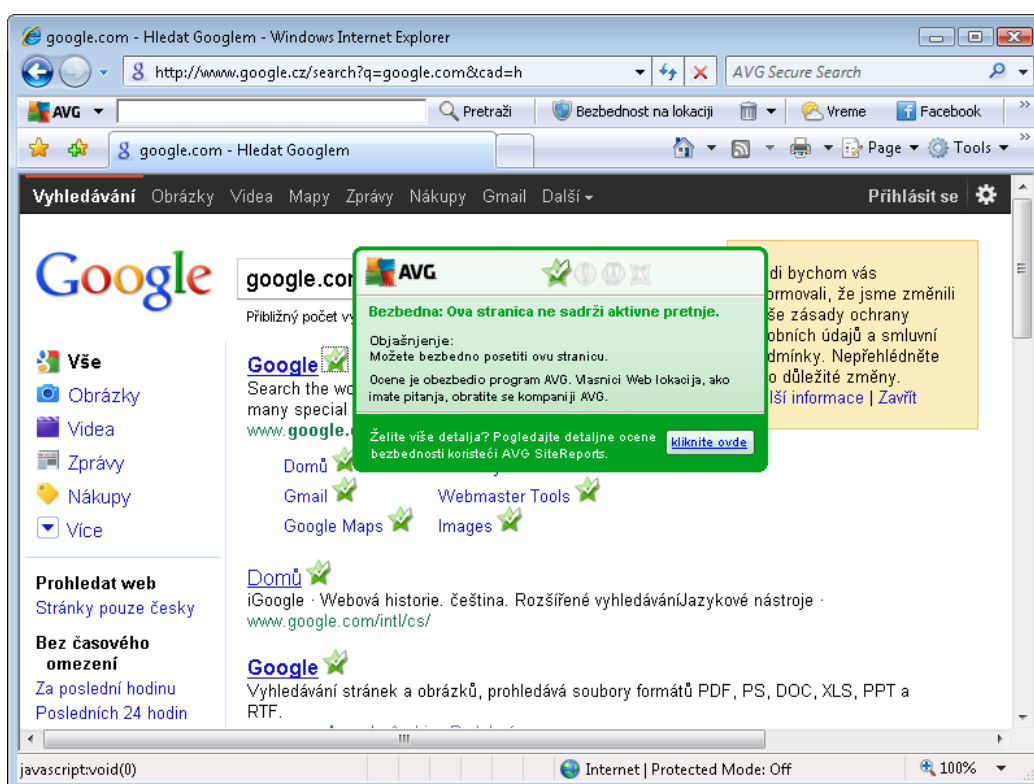 google.com - Hledat Googlem - Windows Internet Explorer
http://www.google.cz/search?q=google.com&cad=h
AVG Secure Search
AVG
Pretraži
Bezbednost na lokaciji
Vreme
Facebook
google.com - Hledat Googlem
Page
Tools
Vyhledávání Obrázky Videa Mapy Zprávy Nákupy Gmail Další
Přihlásit se
Google
google.co
Přibližný počet v
AVG
Bezbedna: Ova stranica ne sadrži aktivne pretnje.
Objašnjenje:
Možete bezbedno posetiti ovu stranicu.
Ocene je obezbedio program AVG. Vlasnici Web lokacija, ako
imate pitanja, obratite se kompaniji AVG.
Želite više detalja? Pogledajte detaljne ocene
bezbednosti koristeći AVG SiteReports.
kliknite ovde
di bychom vás
ormovali, že jsme změnili
še zásady ochrany
obních údajů a smluvní
dmínky. Nepřehlédněte
o důležité změny.
lší informace | Zavřít
Vše
Obrázky
Videa
Zprávy
Nákupy
Více
Prohledat web
Stránky pouze česky
Bez časového
omezení
Za poslední hodinu
Posledních 24 hodin
Google
Search the wo
many special
www.google.
Domů
Gmail
Webmaster Tools
Google Maps
Images
Domů
iGoogle · Webová historie. čeština. Rozšířené vyhledáváníJazykové nástroje ·
www.google.com/intl/cs/
Google
Vyhledávání stránek a obrázků, prohledává soubory formátů PDF, PS, DOC, XLS, PPT a
RTF.
javascript:void(0)
Internet | Protected Mode: Off
100%